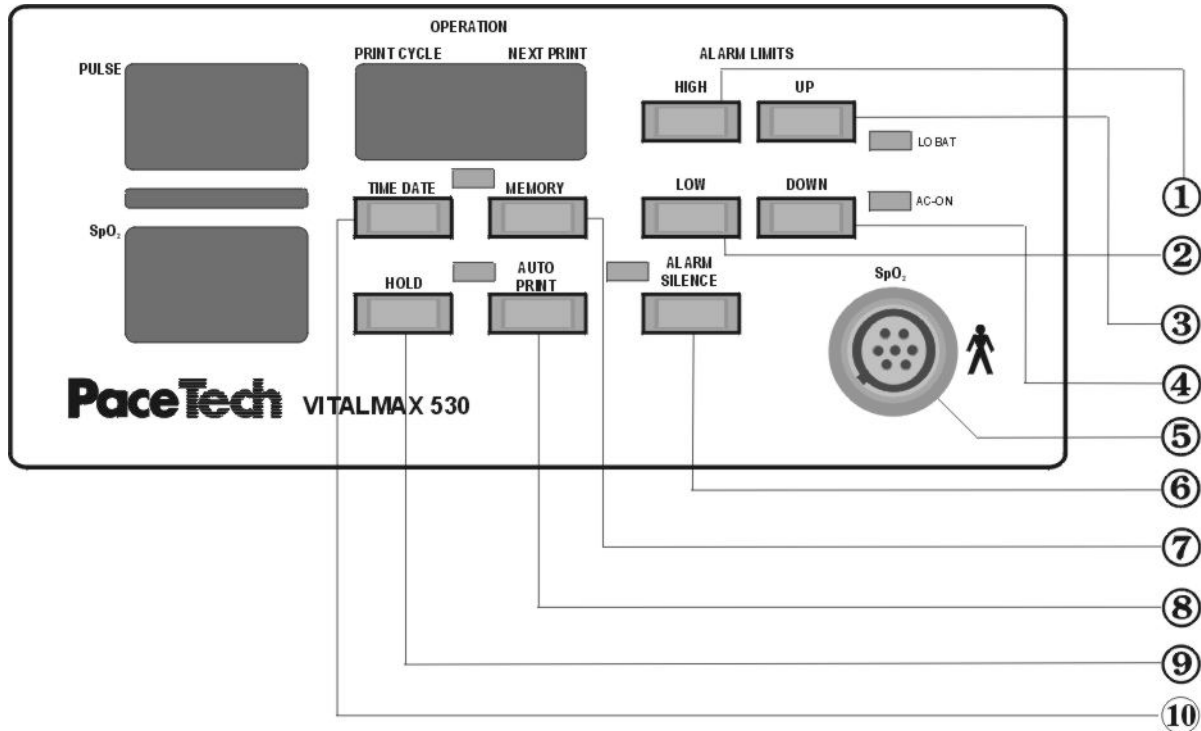 OPERATION
PRINT CYCLE NEXT PRINT
ALARM LIMITS
PULSE
HIGH UP
LO BAT
TIME DATE MEMORY
LOW DOWN
AC-ON
①
SpO₂
②
HOLD
AUTO
PRINT
ALARM
SILENCE
SpO₂
③
④
PaceTech VITALMAX 530
⑤
⑥
⑦
⑧
⑨
⑩